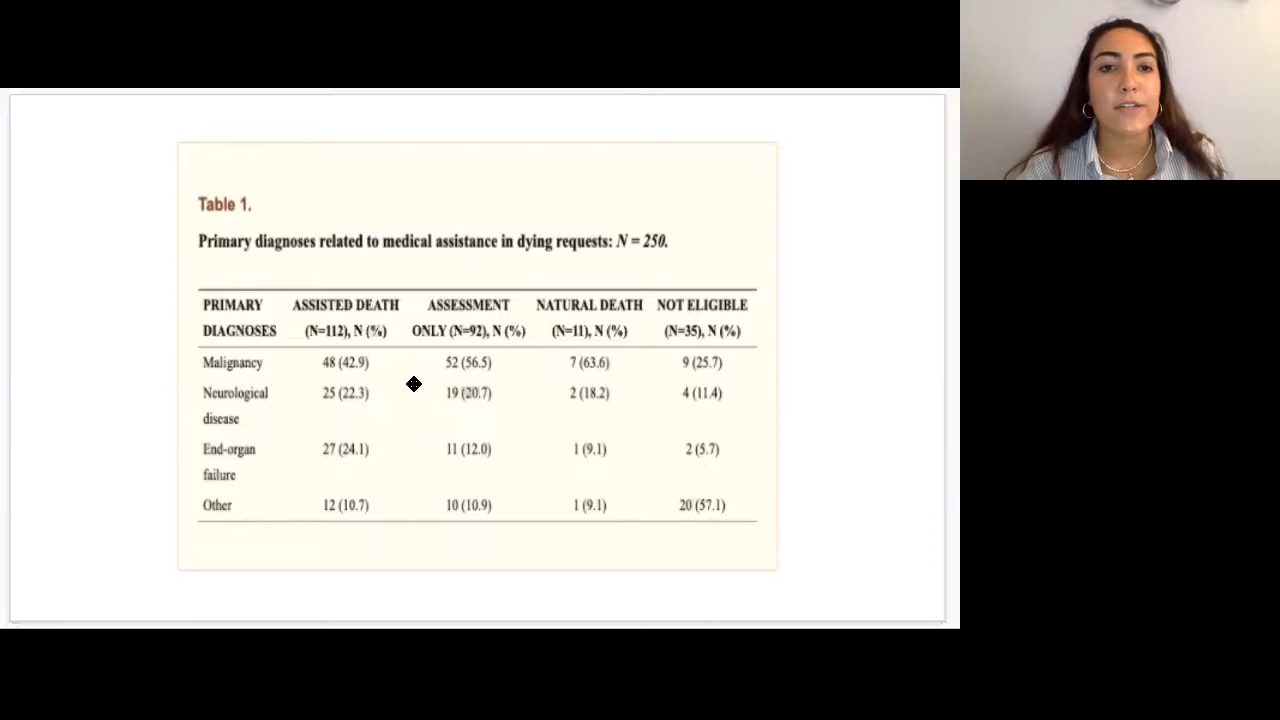 Table 1.
Primary diagnoses related to medical assistance in dying requests: N = 250.
PRIMARY ASSISTED DEATH ASSESSMENT NATURAL DEATH NOT ELIGIBLE
DIAGNOSES (N=112), N (%) ONLY (N=92), N (%) (N=11), N (%) (N=35), N (%)
Malignancy 48 (42.9) 52 (56.5) 7 (63.6) 9 (25.7)
Neurological 25 (22.3) 19 (20.7) 2 (18.2) 4 (11.4)
disease
End-organ 27 (24.1) 11 (12.0) 1 (9.1) 2 (5.7)
failure
Other 12 (10.7) 10 (10.9) 1 (9.1) 20 (57.1)